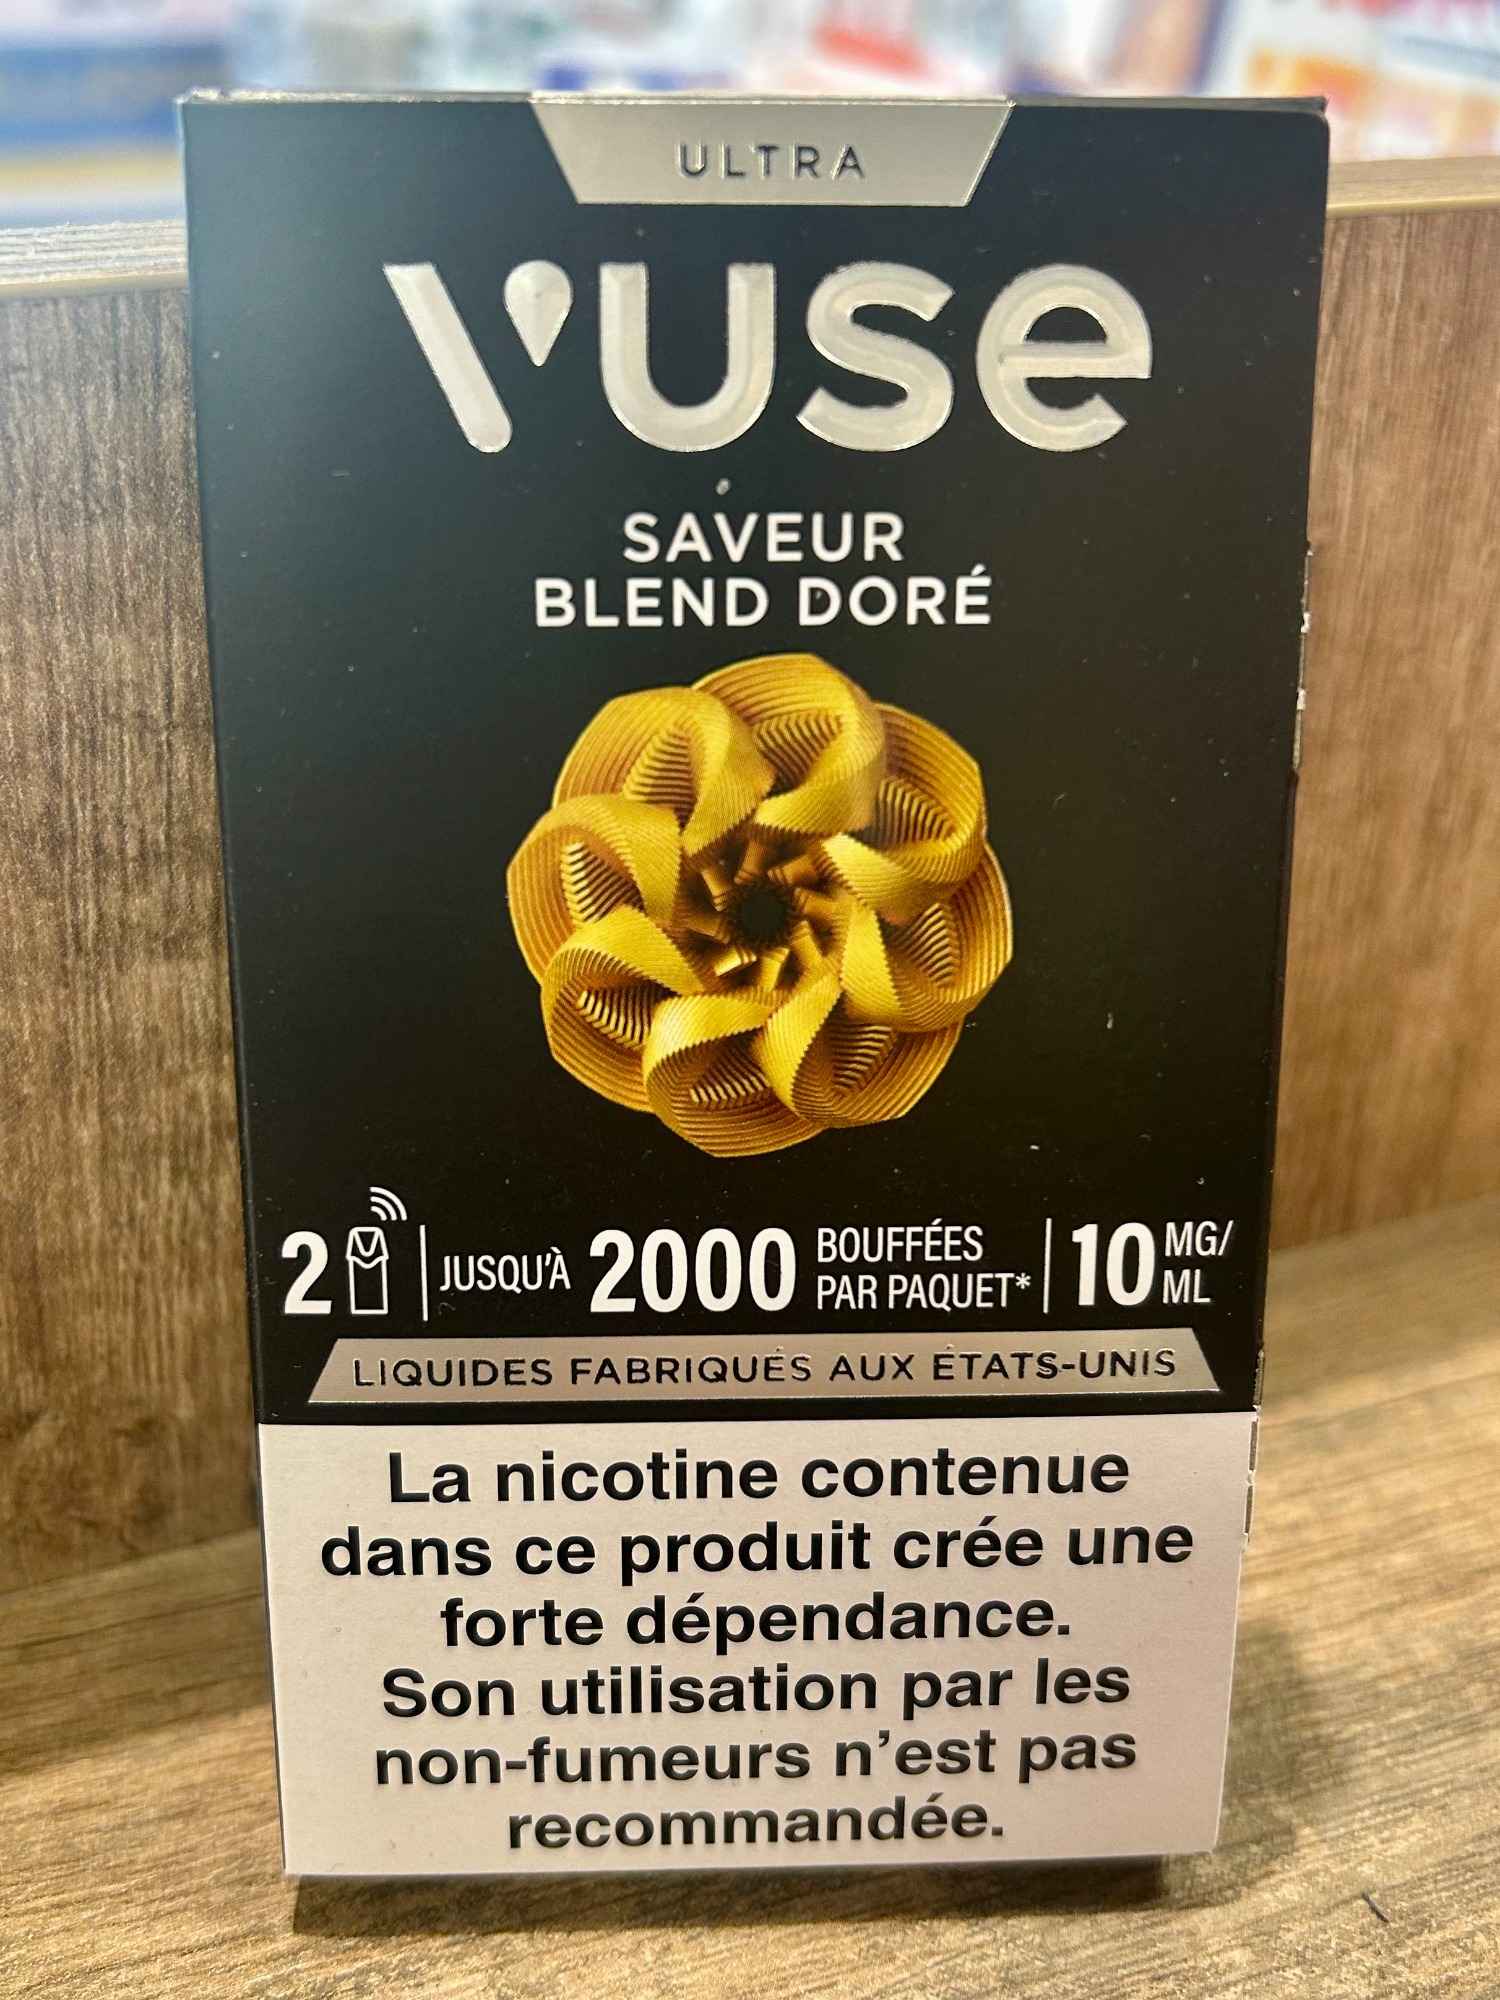 ULTRA
vuse
SAVEUR
BLEND DORÉ
2 | JUSQU'À 2000 BOUFFÉES PAR PAQUET* | 10 MG/ML
LIQUIDES FABRIQUÉS AUX ÉTATS-UNIS
La nicotine contenue
dans ce produit crée une
forte dépendance.
Son utilisation par les
non-fumeurs n’est pas
recommandée.